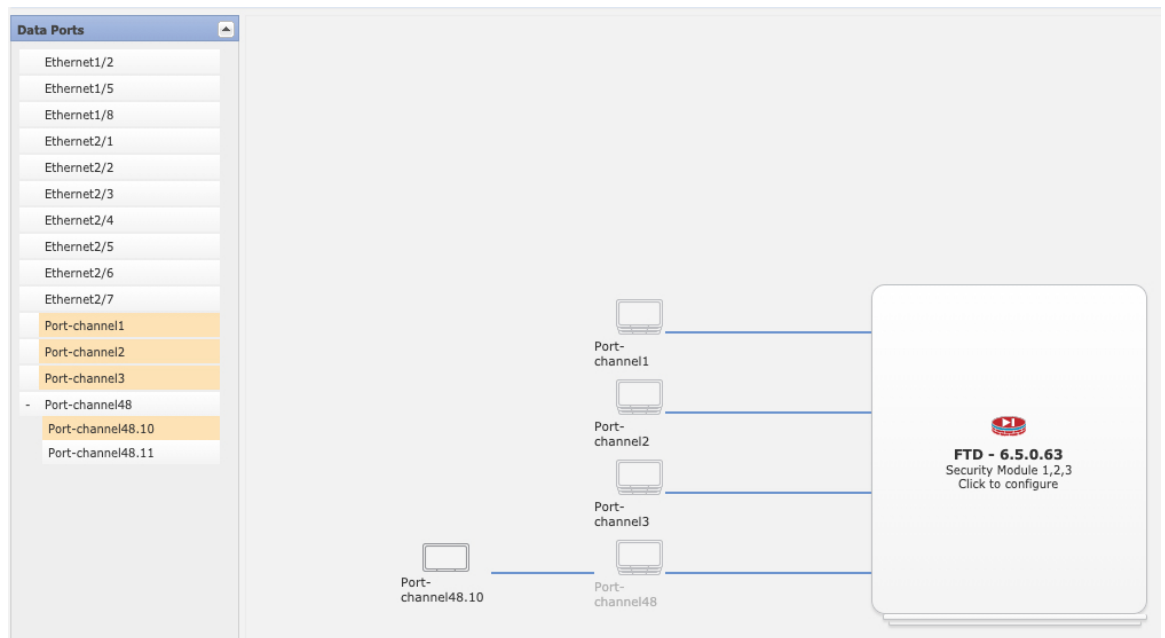 Data Ports
Ethernet1/2
Ethernet1/5
Ethernet1/8
Ethernet2/1
Ethernet2/2
Ethernet2/3
Ethernet2/4
Ethernet2/5
Ethernet2/6
Ethernet2/7
Port-channel1
Port-channel2
Port-channel3
- Port-channel48
Port-channel48.10
Port-channel48.11
Port-
channel1
Port-
channel2
Port-
channel3
Port-
channel48.10
Port-
channel48
FTD - 6.5.0.63
Security Module 1,2,3
Click to configure